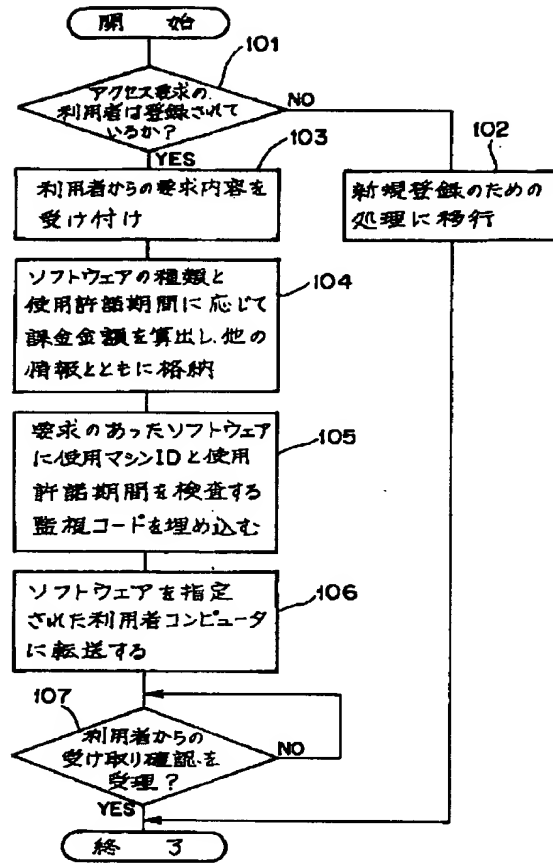 開 始
101
アクセス要求の
利用者は登録されて
いるか?
NO
YES
103
102
利用者からの要求内容を
受け付け
新規登録のための
処理に移行
ソフトウェアの種類と
使用許諾期間に応じて
課金金額を算出し、他の
情報とともに格納
104
要求のあったソフトウェア
に使用マシンIDと使用
許諾期間を検査する
監視コードを埋め込む
105
ソフトウェアを指定
された利用者コンピュータ
に転送する
106
107
利用者からの
受け取り確認を
受理?
NO
YES
終 了